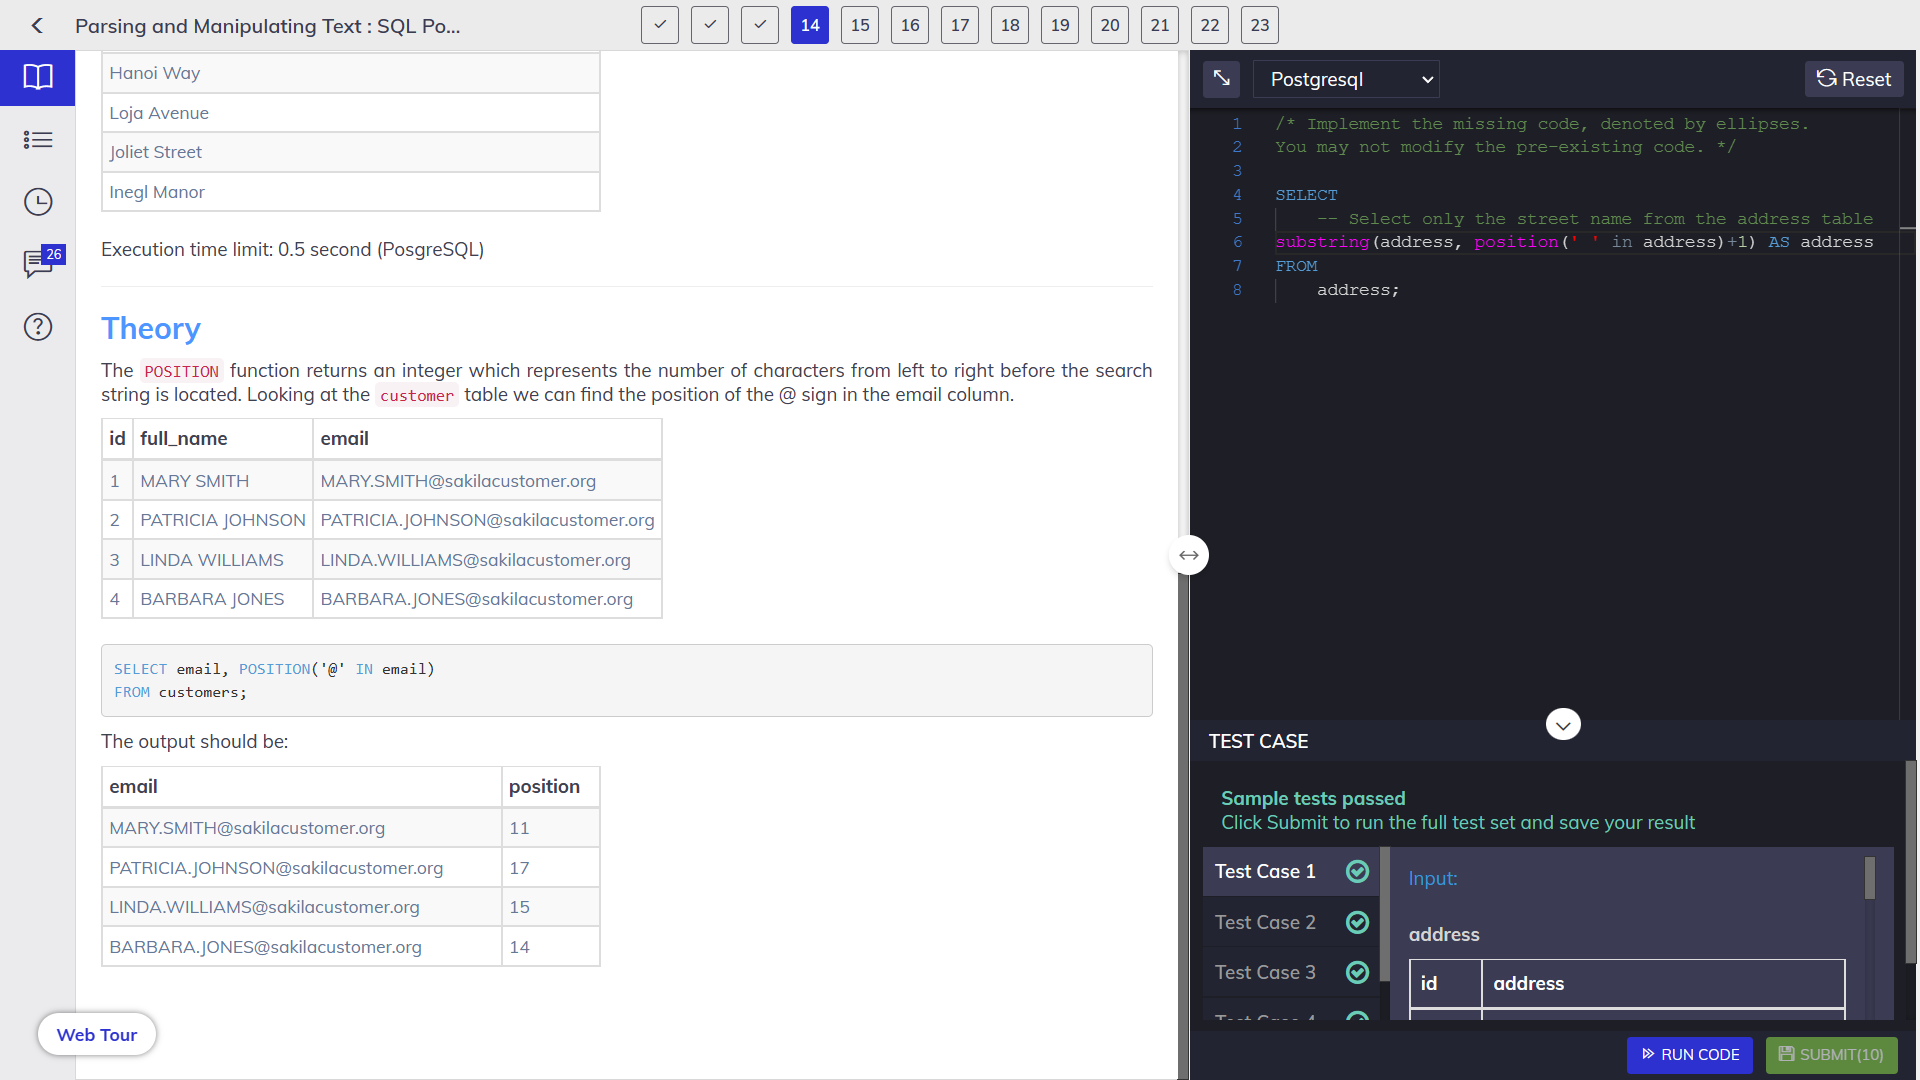 Parsing and Manipulating Text : SQL Po...
14
15
16
17
18
19
20
21
22
23
26
Hanoi Way
Loja Avenue
Joliet Street
Inegl Manor
Execution time limit: 0.5 second (PosgreSQL)
Theory
The POSITION function returns an integer which represents the number of characters from left to right before the search
string is located. Looking at the customer table we can find the position of the @ sign in the email column.
id full_name email
1 MARY SMITH MARY.SMITH@sakilacustomer.org
2 PATRICIA JOHNSON PATRICIA.JOHNSON@sakilacustomer.org
3 LINDA WILLIAMS LINDA.WILLIAMS@sakilacustomer.org
4 BARBARA JONES BARBARA.JONES@sakilacustomer.org
SELECT email, POSITION('@' IN email)
FROM customers;
The output should be:
email position
MARY.SMITH@sakilacustomer.org 11
PATRICIA.JOHNSON@sakilacustomer.org 17
LINDA.WILLIAMS@sakilacustomer.org 15
BARBARA.JONES@sakilacustomer.org 14
Web Tour
Postgresql
Reset
1 /* Implement the missing code, denoted by ellipses.
2 You may not modify the pre-existing code. */
3
4 SELECT
5 -- Select only the street name from the address table
6 substring(address, position(' ' in address)+1) AS address
7 FROM
8 address;
TEST CASE
Sample tests passed
Click Submit to run the full test set and save your result
Test Case 1
Test Case 2
Test Case 3
Test Case 4
Input:
address
id address
RUN CODE
SUBMIT(10)